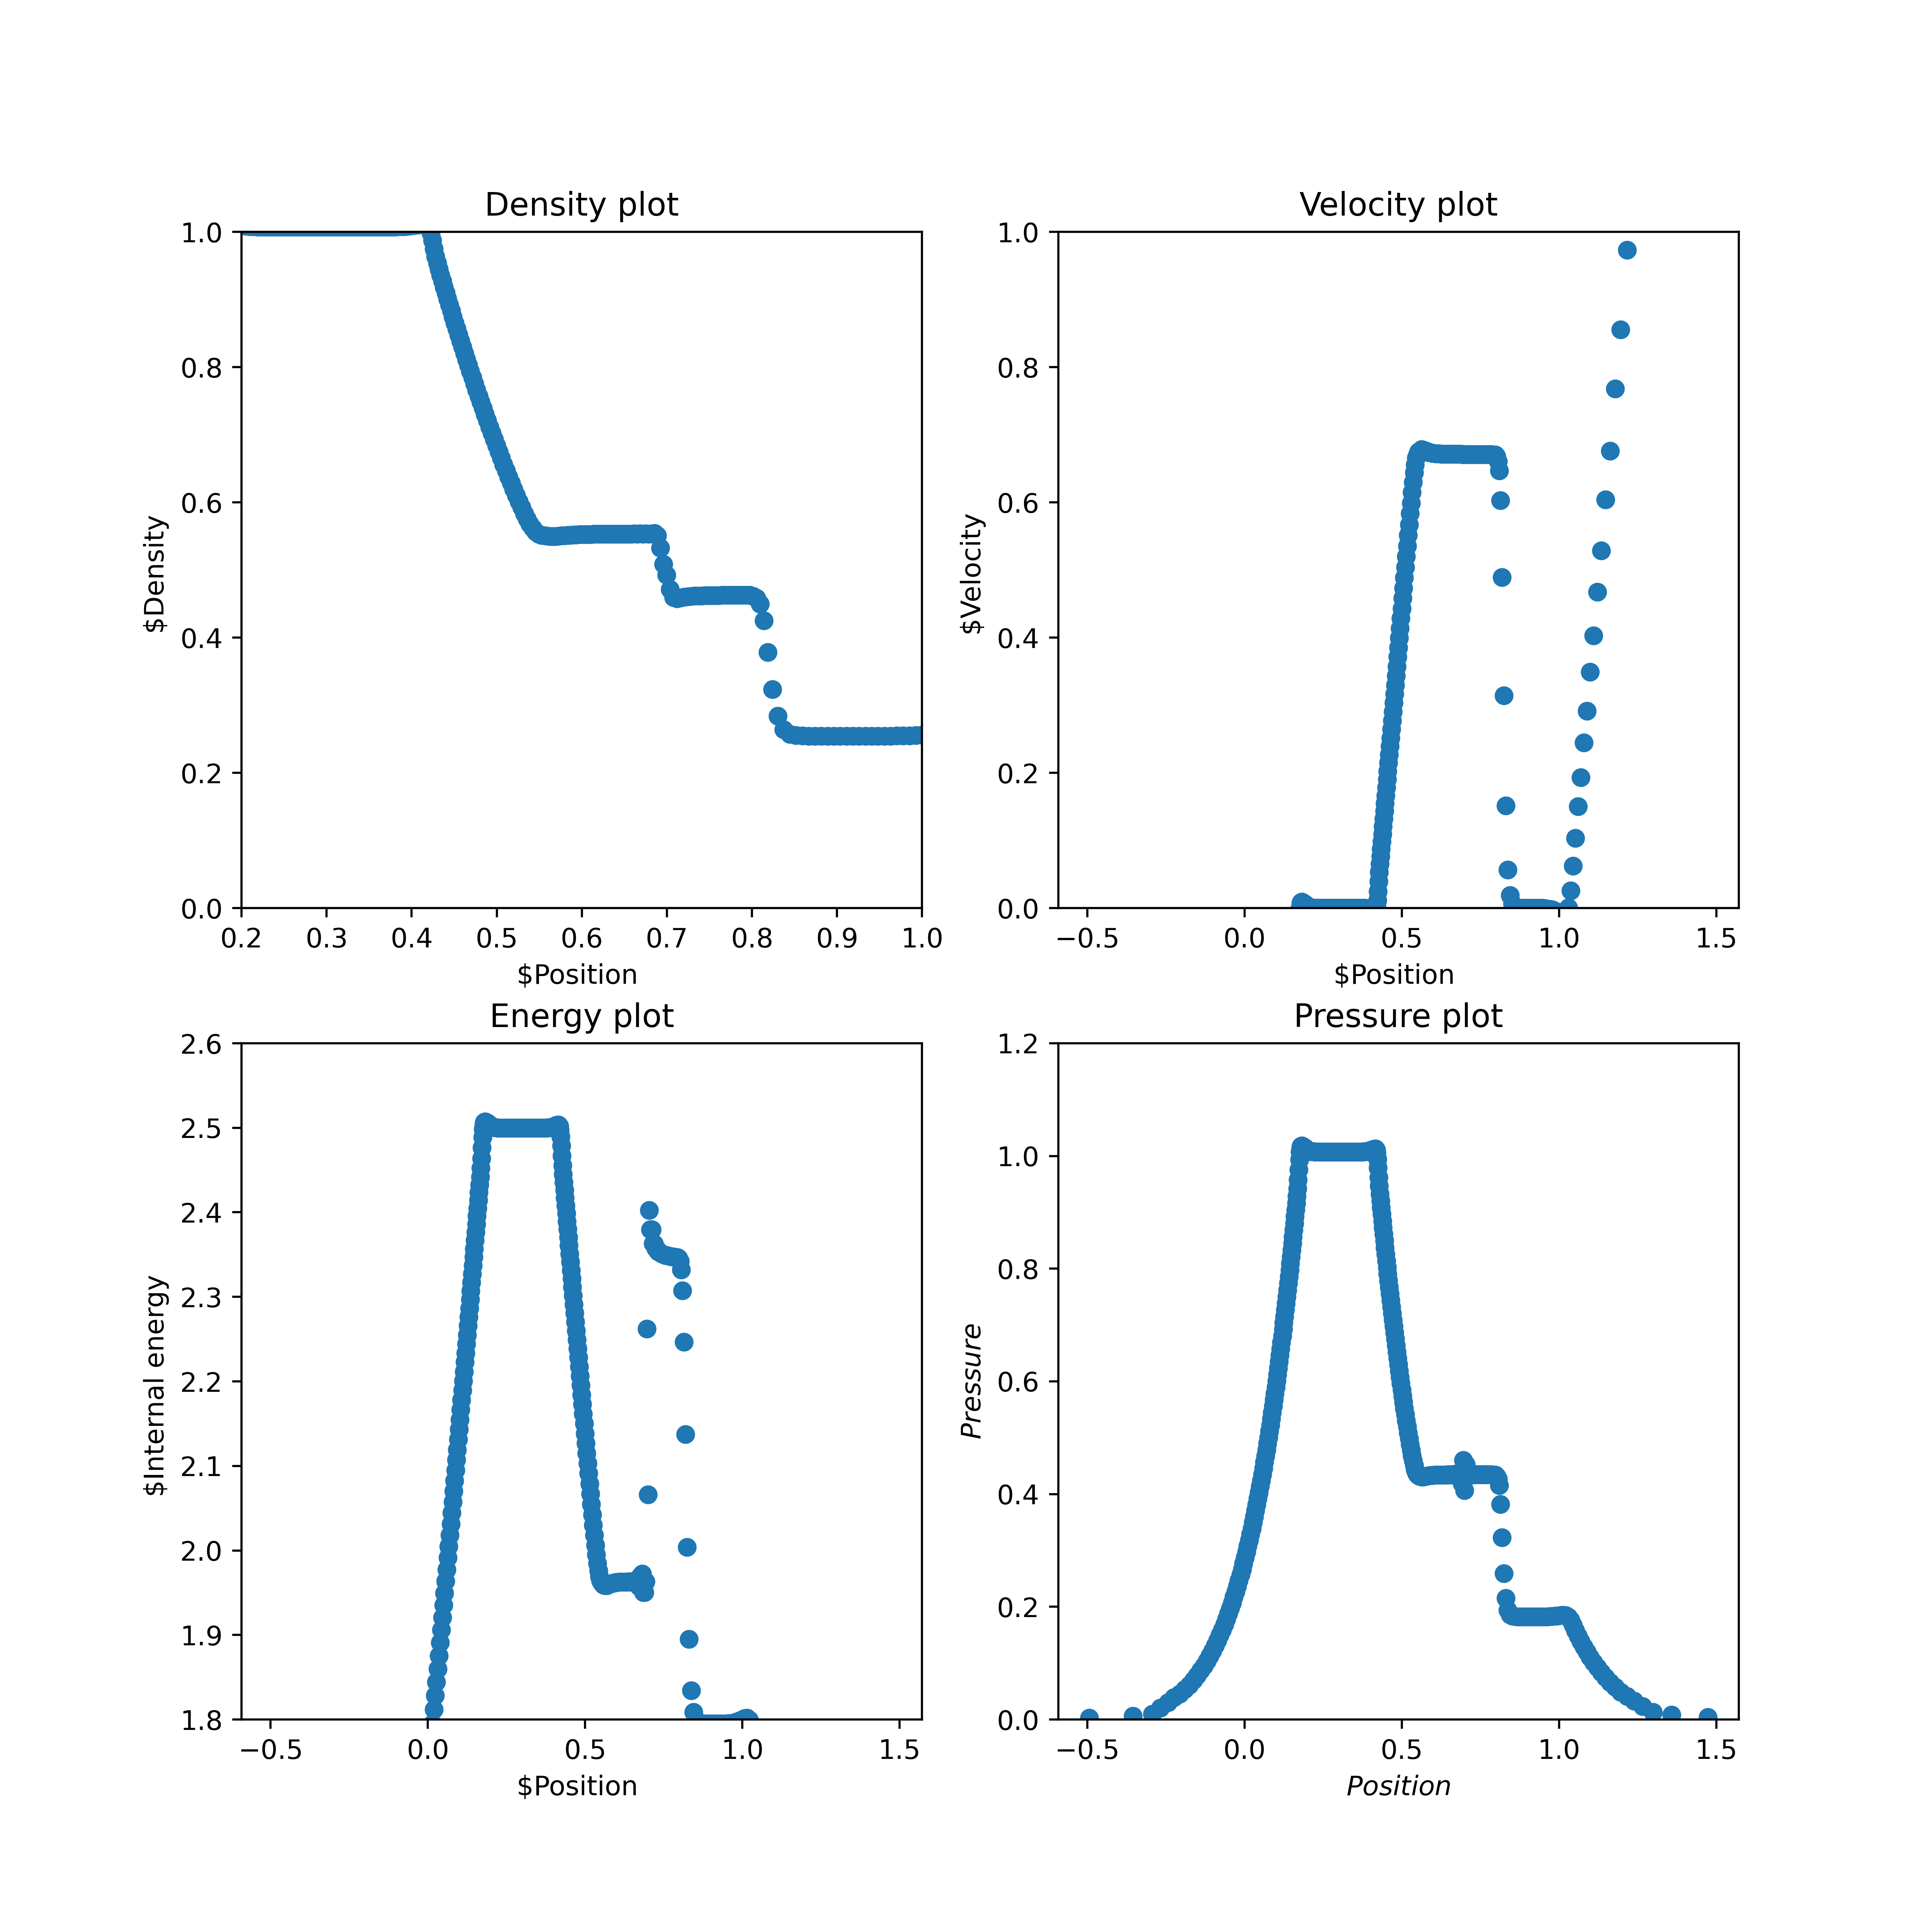 Density plot
1.0
0.8
0.6
0.4
0.2
0.0
$Density
0.2 0.3 0.4 0.5 0.6 0.7 0.8 0.9 1.0
$Position
Velocity plot
1.0
0.8
0.6
0.4
0.2
0.0
$Velocity
−0.5 0.0 0.5 1.0 1.5
$Position
Energy plot
2.6
2.5
2.4
2.3
2.2
2.1
2.0
1.9
1.8
$Internal energy
−0.5 0.0 0.5 1.0 1.5
$Position
Pressure plot
1.2
1.0
0.8
0.6
0.4
0.2
0.0
Pressure
−0.5 0.0 0.5 1.0 1.5
Position